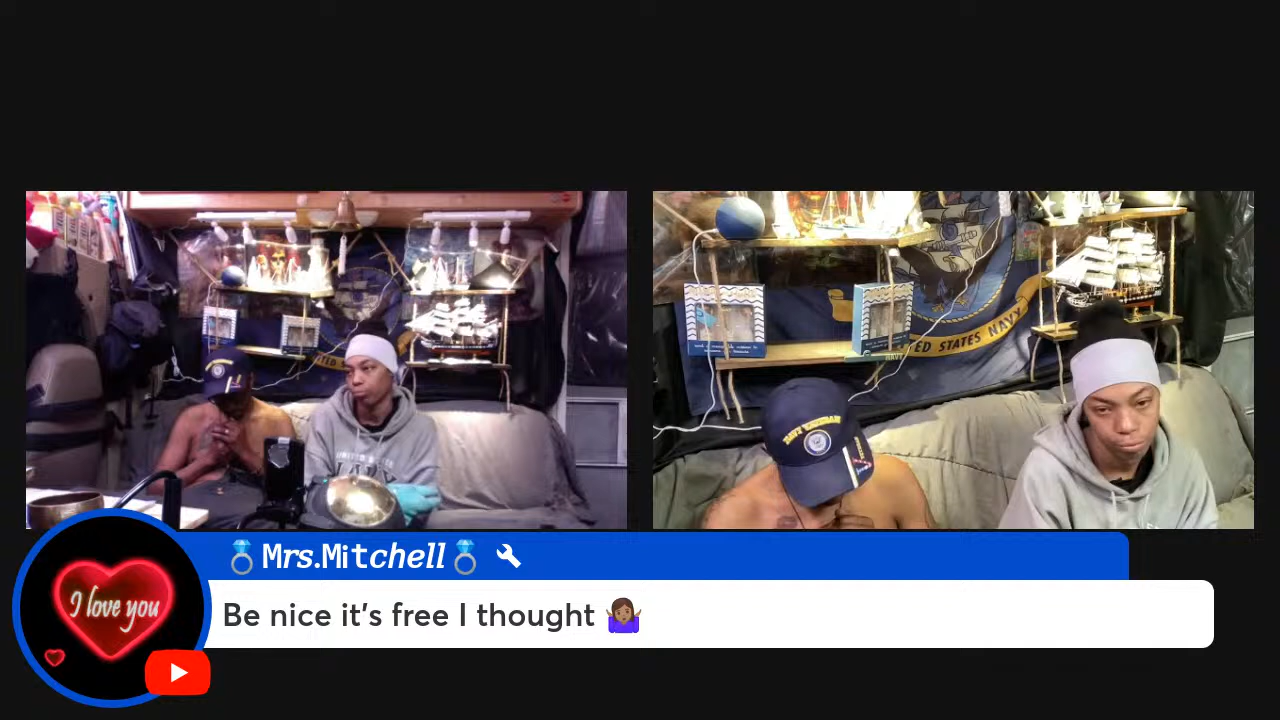 UNITED STATES NAVY
💍Mrs.Mitchell💍
I love you
Be nice it's free I thought 🤷🏽‍♀️